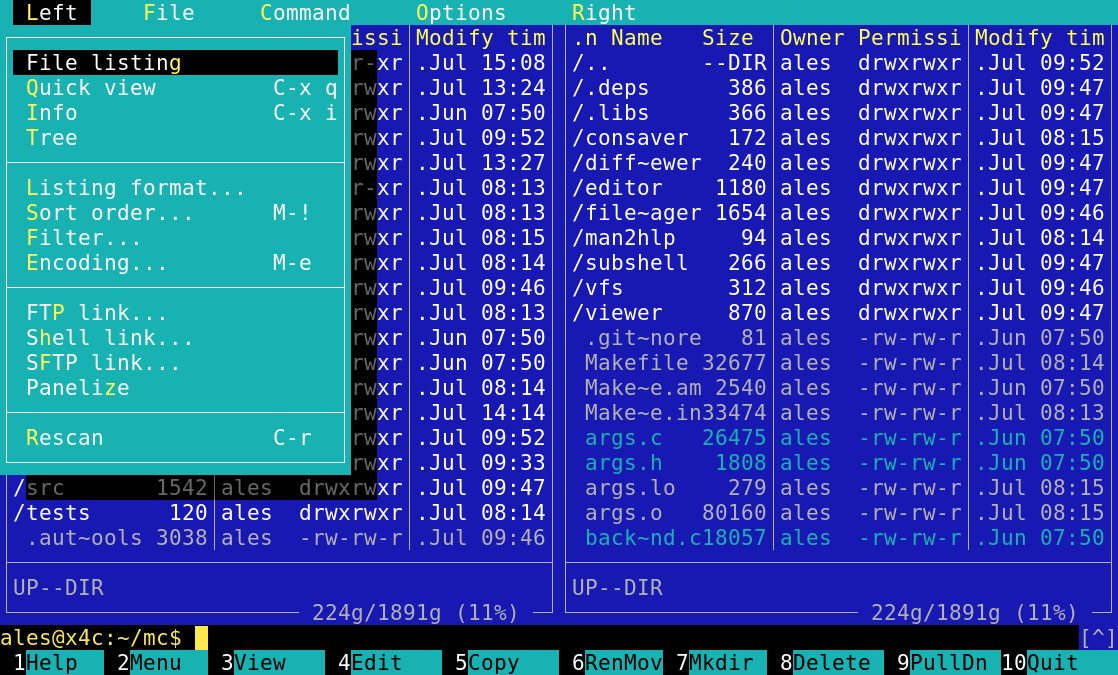 Left File Command Options Right
issi Modify tim .n Name Size Owner Permissi Modify tim
File listing r-xr .Jul 15:08 /.. --DIR ales drwxrwxr .Jul 09:52
Quick view C-x q rwxr .Jul 13:24 /.deps 386 ales drwxrwxr .Jul 09:47
Info C-x i rwxr .Jun 07:50 /.libs 366 ales drwxrwxr .Jul 09:47
Tree rwxr .Jul 09:52 /consaver 172 ales drwxrwxr .Jul 08:15
rwxr .Jul 13:27 /diff~ewer 240 ales drwxrwxr .Jul 09:47
Listing format... r-xr .Jul 08:13 /editor 1180 ales drwxrwxr .Jul 09:47
Sort order... M-! rwxr .Jul 08:13 /file~ager 1654 ales drwxrwxr .Jul 09:46
Filter... rwxr .Jul 08:15 /man2hlp 94 ales drwxrwxr .Jul 08:14
Encoding... M-e rwxr .Jul 08:14 /subshell 266 ales drwxrwxr .Jul 09:47
rwxr .Jul 09:46 /vfs 312 ales drwxrwxr .Jul 09:47
FTP link... rwxr .Jul 08:13 /viewer 870 ales drwxrwxr .Jul 09:47
Shell link... rwxr .Jun 07:50 .git~nore 81 ales -rw-rw-r .Jun 07:50
SFTP link... rwxr .Jun 07:50 Makefile 32677 ales -rw-rw-r .Jul 08:14
Panelize rwxr .Jul 08:14 Make~e.am 2540 ales -rw-rw-r .Jun 07:50
rwxr .Jul 14:14 Make~e.in33474 ales -rw-rw-r .Jul 08:13
Rescan C-r rwxr .Jul 09:52 args.c 26475 ales -rw-rw-r .Jun 07:50
rwxr .Jul 09:33 args.h 1808 ales -rw-rw-r .Jun 07:50
/src 1542 ales drwxrwxr .Jul 09:47 args.lo 279 ales -rw-rw-r .Jul 08:15
/tests 120 ales drwxrwxr .Jul 08:14 args.o 80160 ales -rw-rw-r .Jul 08:15
.aut~ools 3038 ales -rw-rw-r .Jul 09:46 back~nd.c18057 ales -rw-rw-r .Jun 07:50
UP--DIR UP--DIR
224g/1891g (11%) 224g/1891g (11%)
ales@x4c:~/mc$ [^]
1Help 2Menu 3View 4Edit 5Copy 6RenMov 7Mkdir 8Delete 9PullDn 10Quit